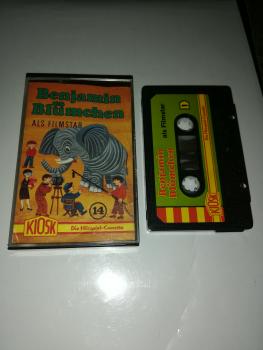 Benjamin
Blümchen
ALS FILMSTAR
14
KIOSK
Die Hörspiel-Cassette
als Filmstar
Benjamin
Blümchen
KIOSK